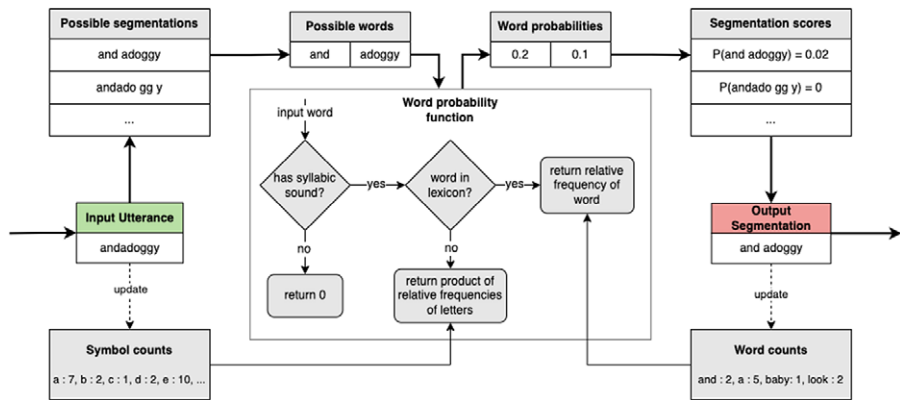 Possible segmentations
and adoggy
andado gg y
...
Possible words
and
adoggy
Word probabilities
0.2
0.1
Segmentation scores
P(and adoggy) = 0.02
P(andado gg y) = 0
...
Word probability
function
input word
has syllabic
sound?
yes
word in
lexicon?
yes
return relative
frequency of
word
no
return 0
no
return product of
relative frequencies
of letters
Input Utterance
andadoggy
update
Symbol counts
a : 7, b : 2, c : 1, d : 2, e : 10, ...
Output
Segmentation
and adoggy
update
Word counts
and : 2, a : 5, baby: 1, look : 2